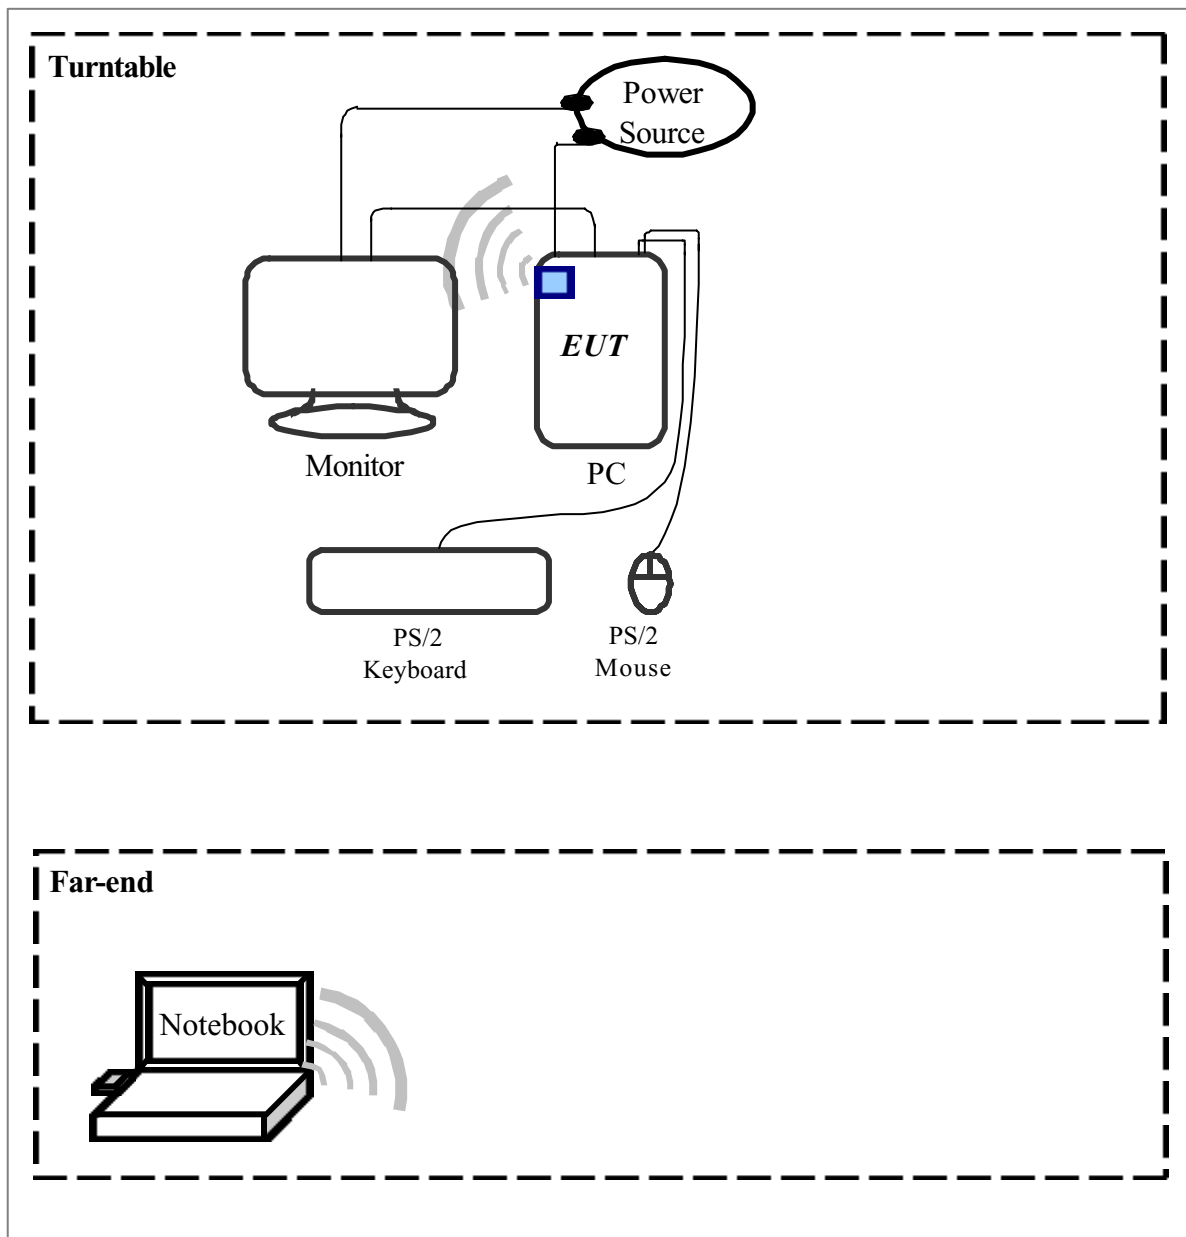 Turntable
Power
Source
EUT
Monitor
PC
PS/2
Keyboard
PS/2
Mouse
Far-end
Notebook